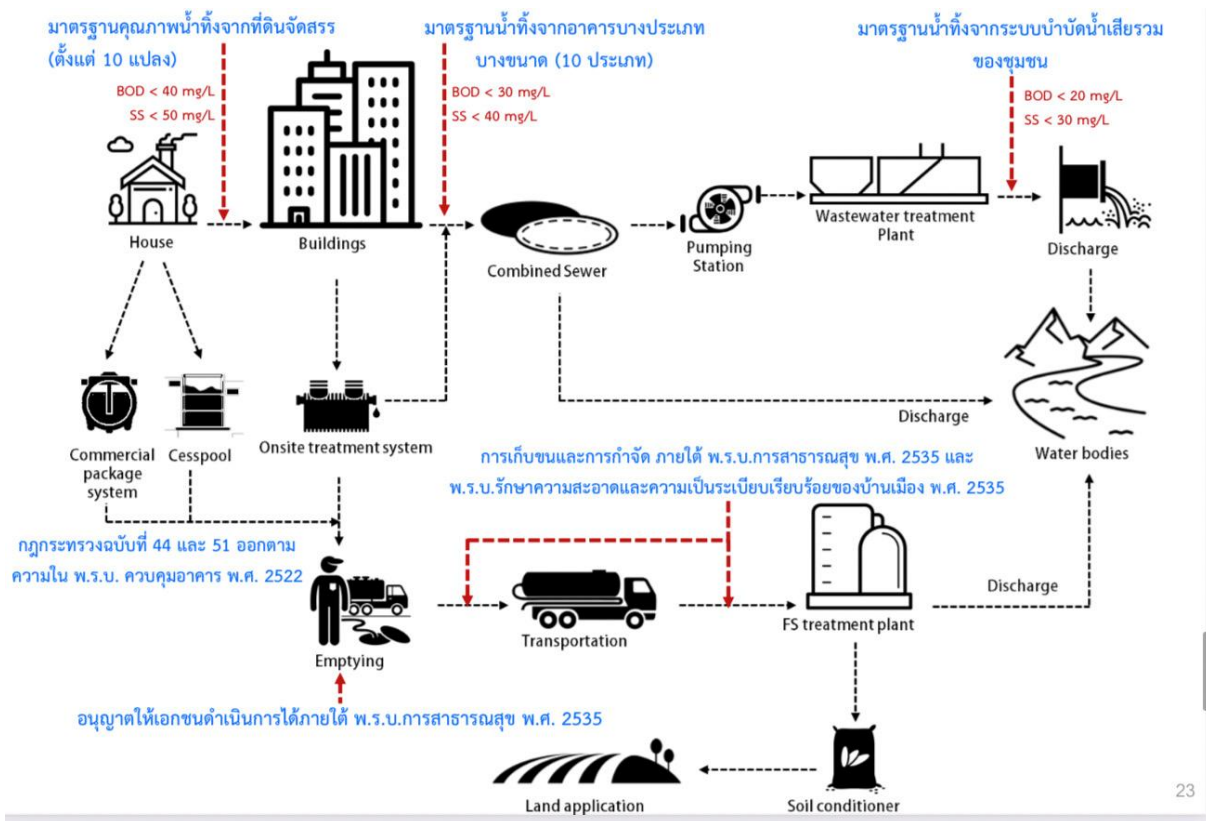 มาตรฐานคุณภาพน้ำทิ้งจากที่ดินจัดสรร
(ตั้งแต่ 10 แปลง)
BOD < 40 mg/L
SS < 50 mg/L
มาตรฐานน้ำทิ้งจากอาคารบางประเภท
บางขนาด (10 ประเภท)
BOD < 30 mg/L
SS < 40 mg/L
มาตรฐานน้ำทิ้งจากระบบบำบัดน้ำเสียรวม
ของชุมชน
BOD < 20 mg/L
SS < 30 mg/L
House
Buildings
Combined Sewer
Pumping
Station
Wastewater treatment
Plant
Discharge
Commercial
package
system
Cesspool
Onsite treatment system
Discharge
Water bodies
การเก็บขนและการกำจัด ภายใต้ พ.ร.บ.การสาธารณสุข พ.ศ. 2535 และ
พ.ร.บ.รักษาความสะอาดและความเป็นระเบียบเรียบร้อยของบ้านเมือง พ.ศ. 2535
กฎกระทรวงฉบับที่ 44 และ 51 ออกตาม
ความใน พ.ร.บ. ควบคุมอาคาร พ.ศ. 2522
Emptying
Transportation
FS treatment plant
Discharge
อนุญาตให้เอกชนดำเนินการได้ภายใต้ พ.ร.บ.การสาธารณสุข พ.ศ. 2535
Land application
Soil conditioner
23